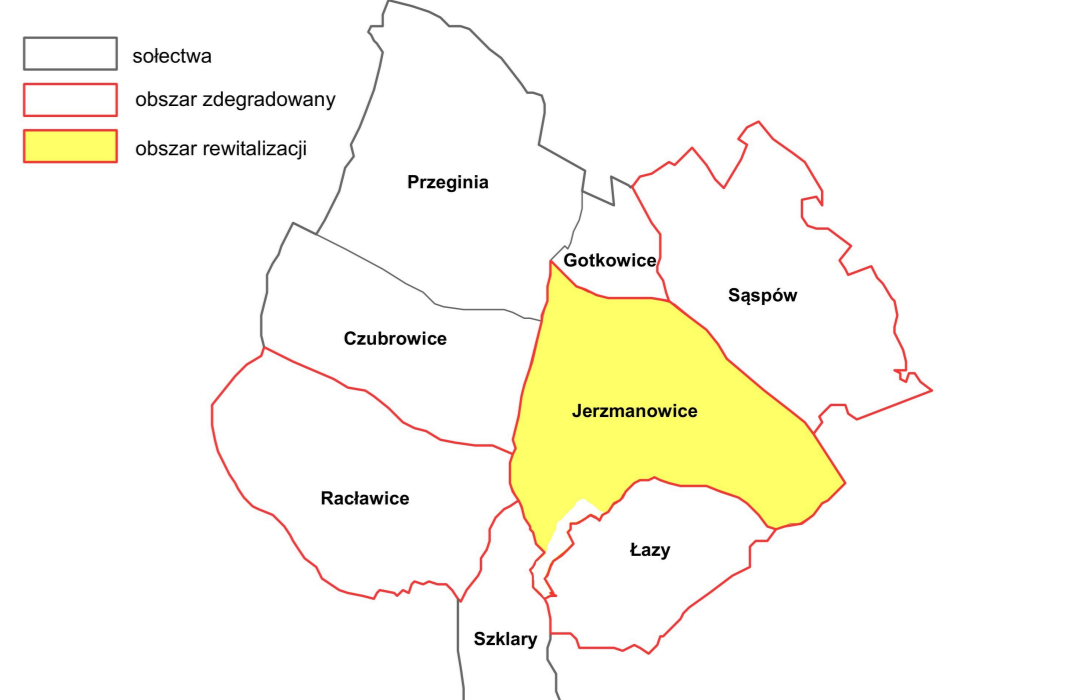 sołectwa
obszar zdegradowany
obszar rewitalizacji
Przeginia
Gotkowice
Sąspów
Czubrowice
Jerzmanowice
Racławice
Łazy
Szklary